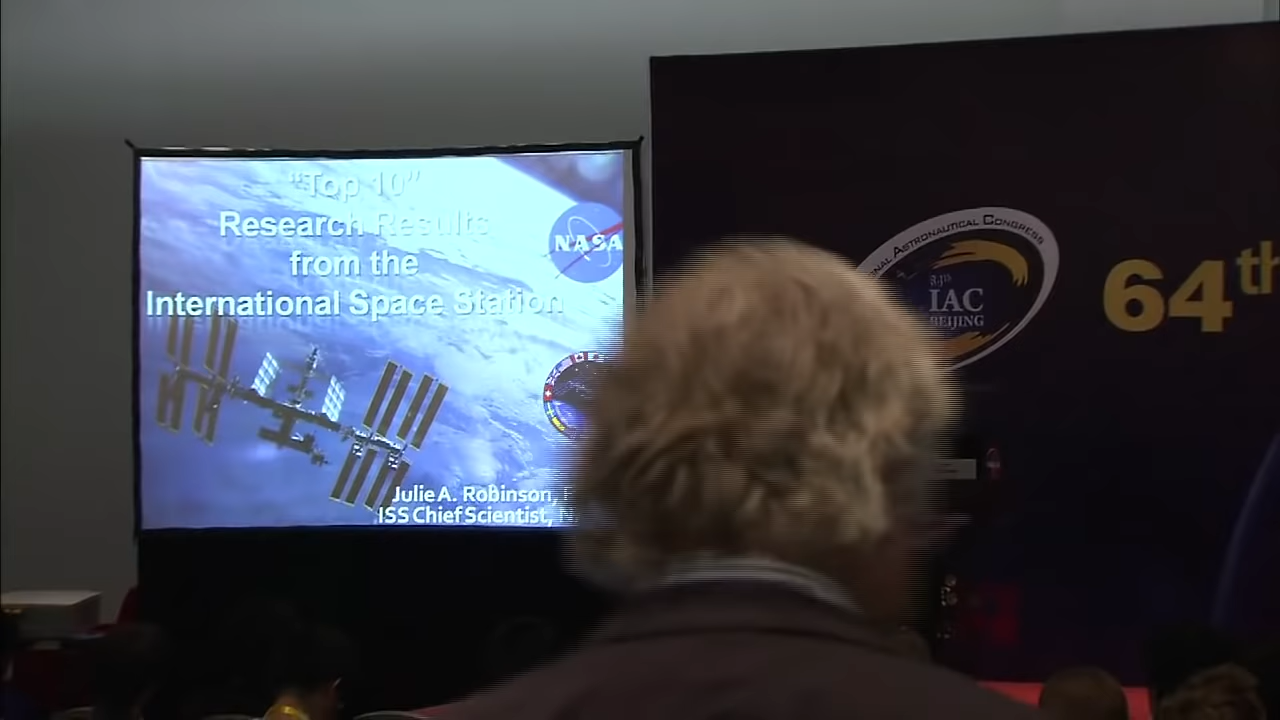 "Top 10"
Research Results
from the
International Space Station
NASA
Julie A. Robinson,
ISS Chief Scientist,
ASTRONAUTICAL CONGRESS
IAC
BEIJING
64th